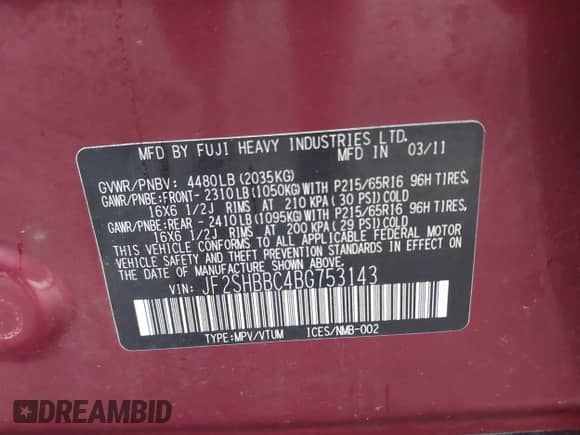 MFD BY FUJI HEAVY INDUSTRIES LTD.
MFD IN 03/11
GVWR/PNBV: 4480LB(2035KG)
GAWR/PNBE:FRONT- 2310LB(1050KG)WITH P215/65R16 96H TIRES,
16X6 1/2J RIMS AT 210 KPA(30 PSI)COLD
GAWR/PNBE:REAR - 2410LB(1095KG)WITH P215/65R16 96H TIRES,
16X6 1/2J RIMS AT 200 KPA(29 PSI)COLD
THIS VEHICLE CONFORMS TO ALL APPLICABLE FEDERAL MOTOR
VEHICLE SAFETY AND THEFT PREVENTION STANDARDS IN EFFECT ON
THE DATE OF MANUFACTURE SHOWN ABOVE.
VIN: JF2SHBBC4BG753143
TYPE:MPV/VTUM ICES/NMB-002
DREAMBID